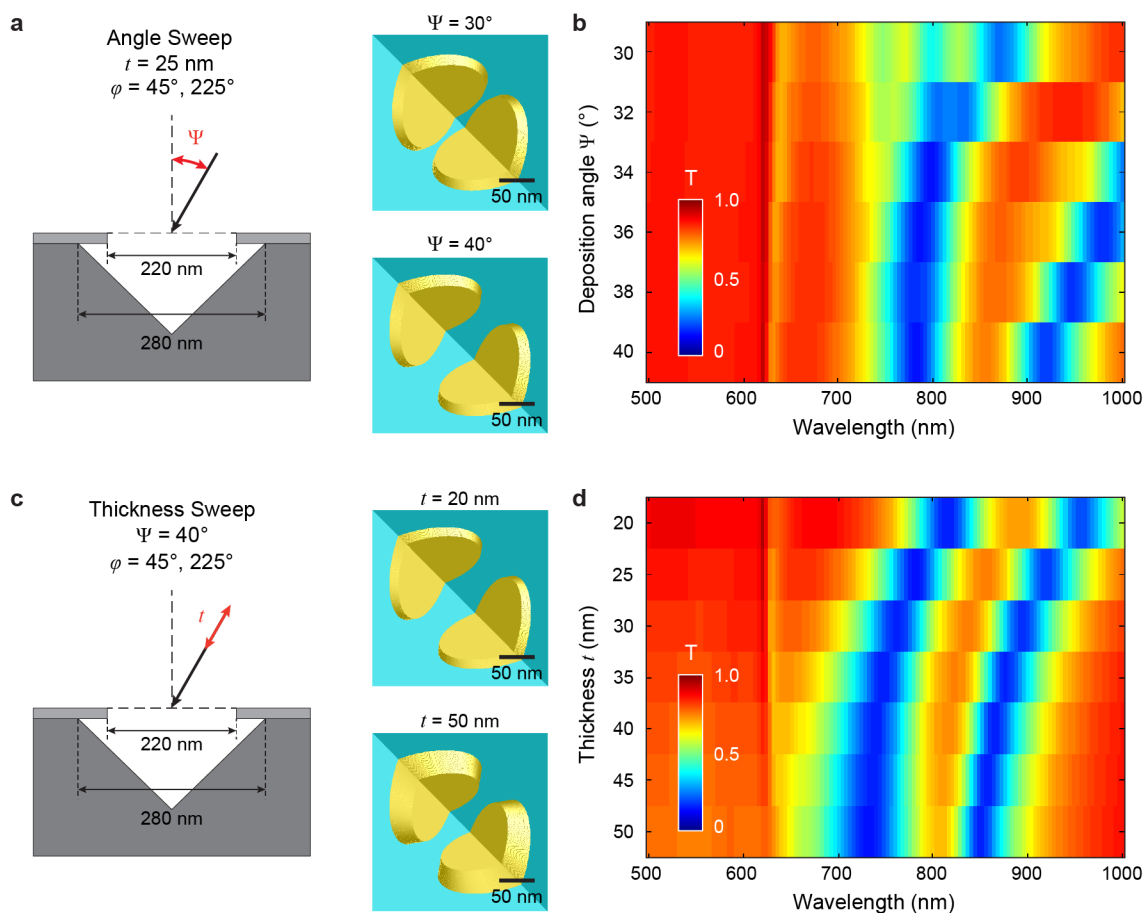 a
Angle Sweep
t = 25 nm
φ = 45°, 225°
Ψ
220 nm
280 nm
Ψ = 30°
50 nm
Ψ = 40°
50 nm
b
Deposition angle Ψ (°)
30
32
34
36
38
40
T
1.0
0.5
0
500 600 700 800 900 1000
Wavelength (nm)
c
Thickness Sweep
Ψ = 40°
φ = 45°, 225°
t
220 nm
280 nm
t = 20 nm
50 nm
t = 50 nm
50 nm
d
Thickness t (nm)
20
25
30
35
40
45
50
T
1.0
0.5
0
500 600 700 800 900 1000
Wavelength (nm)